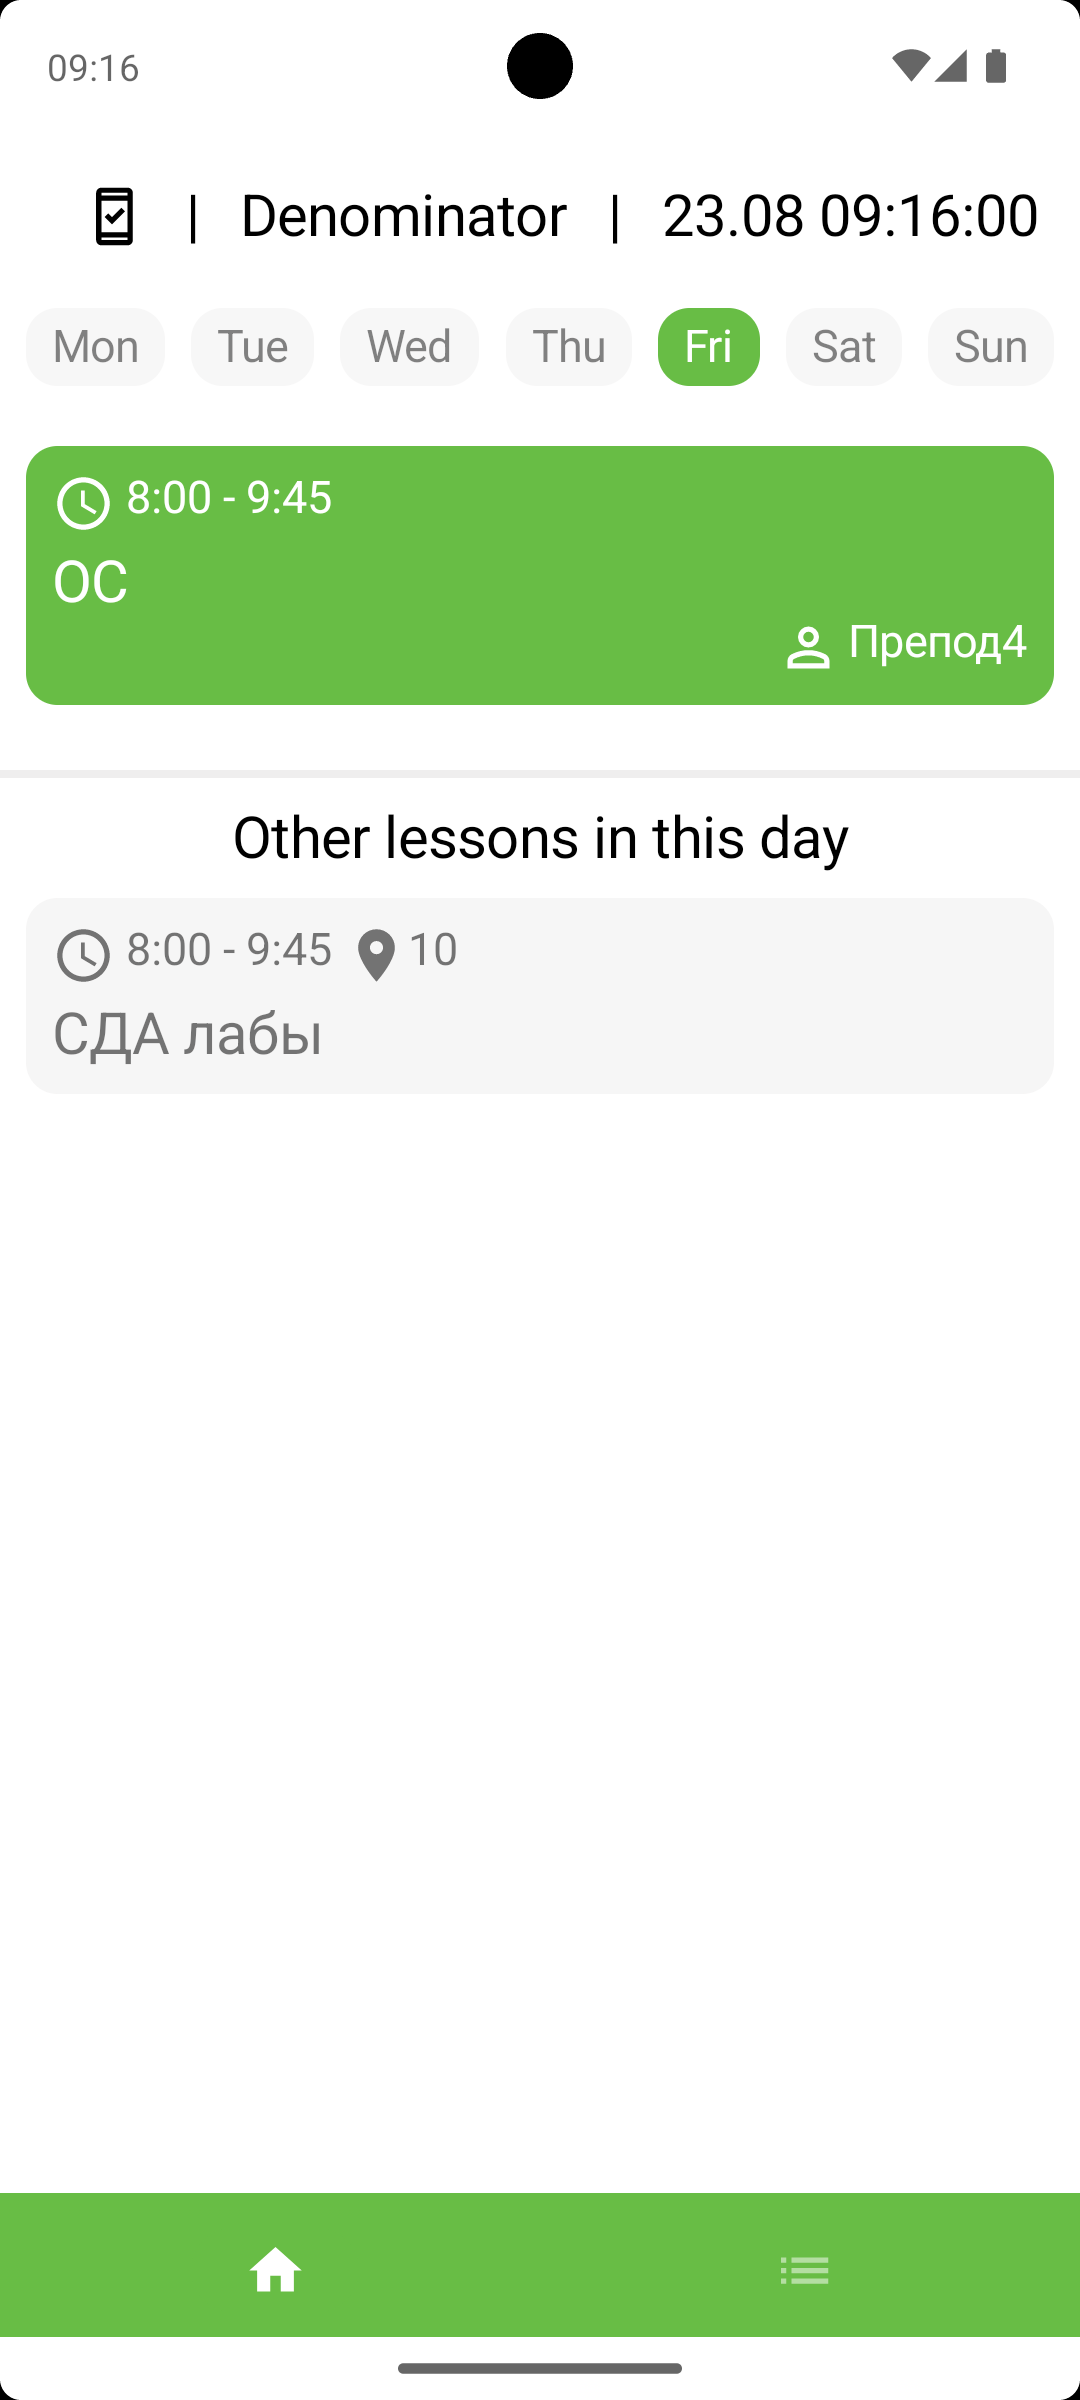 09:16
| Denominator | 23.08 09:16:00
Mon Tue Wed Thu Fri Sat Sun
8:00 - 9:45
ОС
Препод4
Other lessons in this day
8:00 - 9:45 10
СДА лабы